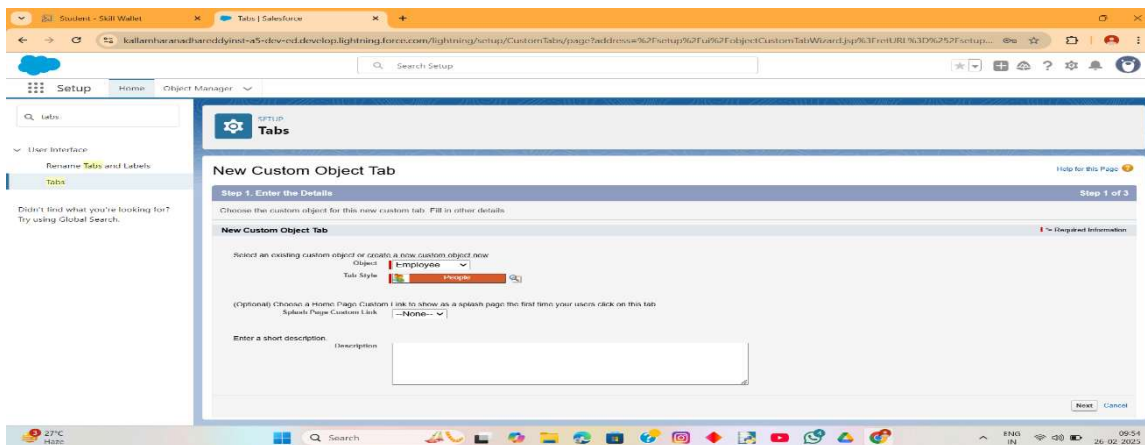 Student - Skill Wallet
Tabs | Salesforce
kallamharanadhareddyinst-a5-dev-ed.develop.lightning.force.com/lightning/setup/CustomTabs/page?address=%2Fsetup%2Fui%2FobjectCustomTabWizard.jsp%3FretURL%3D%252Fsetup...
Search Setup
Setup Home Object Manager
tabs
SETUP
Tabs
User Interface
Rename Tabs and Labels
Tabs
Didn't find what you're looking for?
Try using Global Search.
New Custom Object Tab
Help for this Page
Step 1. Enter the Details Step 1 of 3
Choose the custom object for this new custom tab. Fill in other details.
New Custom Object Tab = Required Information
Select an existing custom object or create a new custom object now.
Object Employee
Tab Style People
(Optional) Choose a Home Page Custom Link to show as a splash page the first time your users click on this tab.
Splash Page Custom Link --None--
Enter a short description.
Description
Next Cancel
27°C
Haze
Search
ENG
IN
09:54
26-02-2025